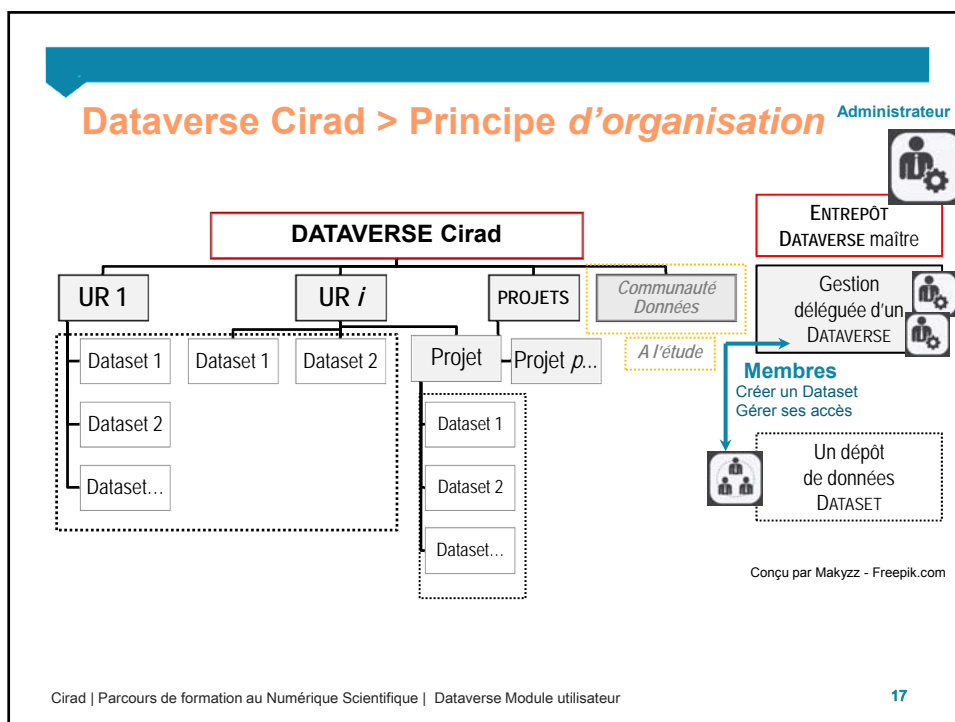 Dataverse Cirad > Principe d'organisation
Administrateur
DATAVERSE Cirad
ENTREPÔT
DATAVERSE maître
UR 1
UR i
PROJETS
Communauté
Données
Gestion
déléguée d'un
DATAVERSE
A l'étude
Dataset 1
Dataset 1
Dataset 2
Projet
Projet p...
Membres
Créer un Dataset
Gérer ses accès
Dataset 2
Dataset...
Dataset 1
Dataset 2
Dataset...
Un dépôt
de données
DATASET
Conçu par Makyzz - Freepik.com
Cirad | Parcours de formation au Numérique Scientifique | Dataverse Module utilisateur
17